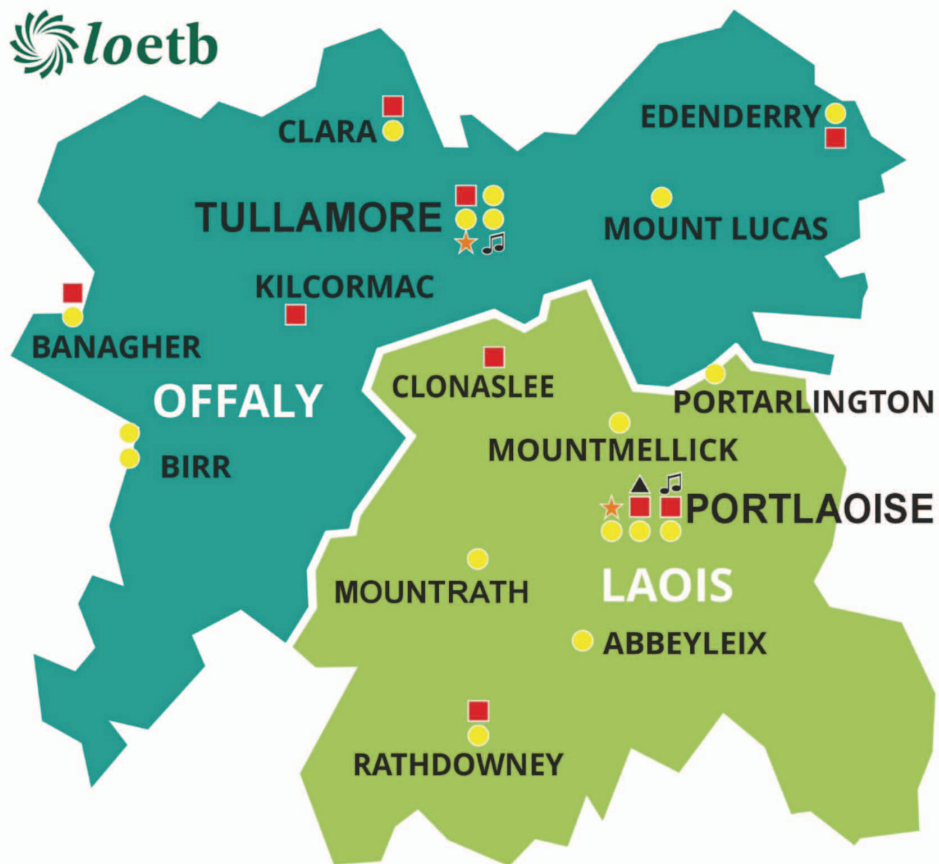 loetb
CLARA
EDENDERRY
TULLAMORE
MOUNT LUCAS
KILCORMAC
BANAGHER
CLONASLEE
OFFALY
PORTARLINGTON
MOUNTMELLICK
BIRR
PORTLAOISE
MOUNTRATH
LAOIS
ABBEYLEIX
RATHDOWNEY